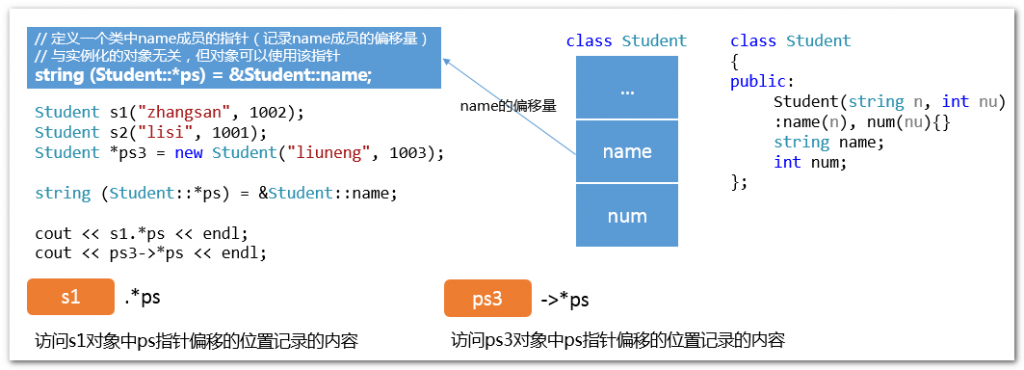 // 定义一个类中name成员的指针（记录name成员的偏移量）
// 与实例化的对象无关，但对象可以使用该指针
string (Student::*ps) = &Student::name;
Student s1("zhangsan", 1002);
Student s2("lisi", 1001);
Student *ps3 = new Student("liuneng", 1003);
string (Student::*ps) = &Student::name;
cout << s1.*ps << endl;
cout << ps3->*ps << endl;
name的偏移量
class Student
...
name
num
class Student
{
public:
Student(string n, int nu)
:name(n), num(nu){}
string name;
int num;
};
s1 .*ps
访问s1对象中ps指针偏移的位置记录的内容
ps3 ->*ps
访问ps3对象中ps指针偏移的位置记录的内容